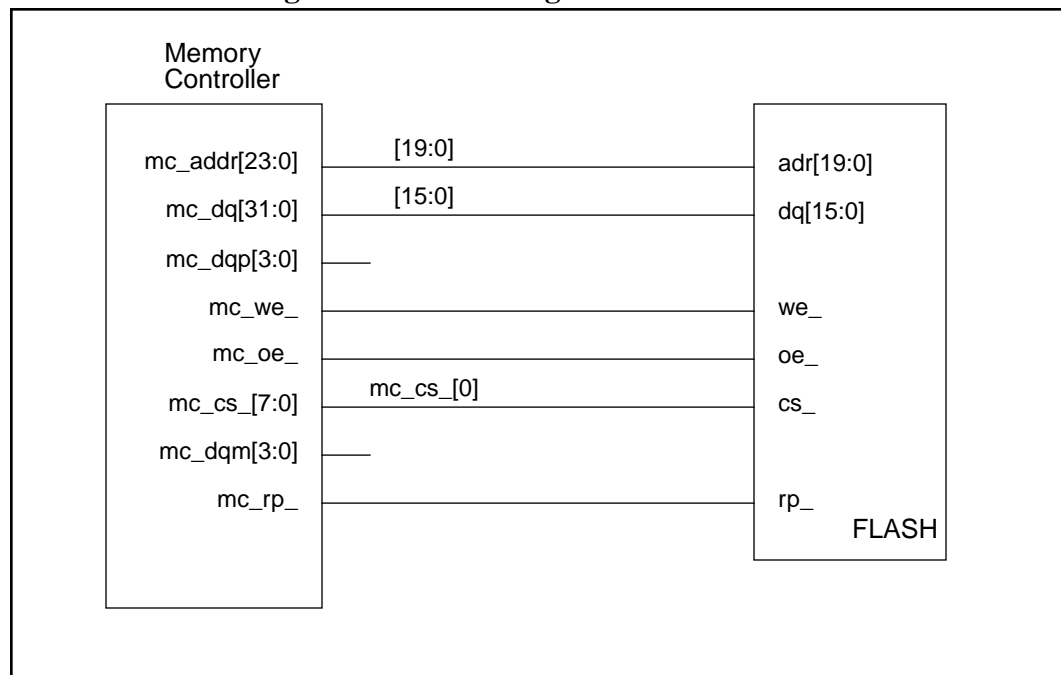 Memory
Controller
mc_addr[23:0]
[19:0]
adr[19:0]
mc_dq[31:0]
[15:0]
dq[15:0]
mc_dqp[3:0]
mc_we_
we_
mc_oe_
oe_
mc_cs_[7:0]
mc_cs_[0]
cs_
mc_dqm[3:0]
mc_rp_
rp_
FLASH